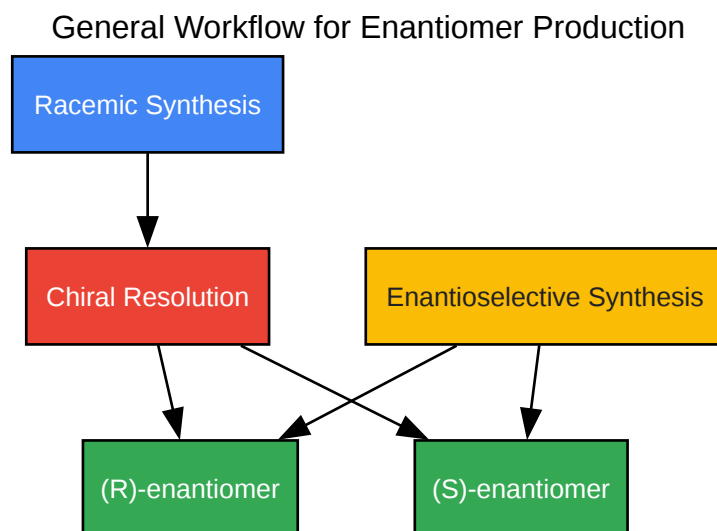 General Workflow for Enantiomer Production
Racemic Synthesis
Chiral Resolution
Enantioselective Synthesis
(R)-enantiomer
(S)-enantiomer